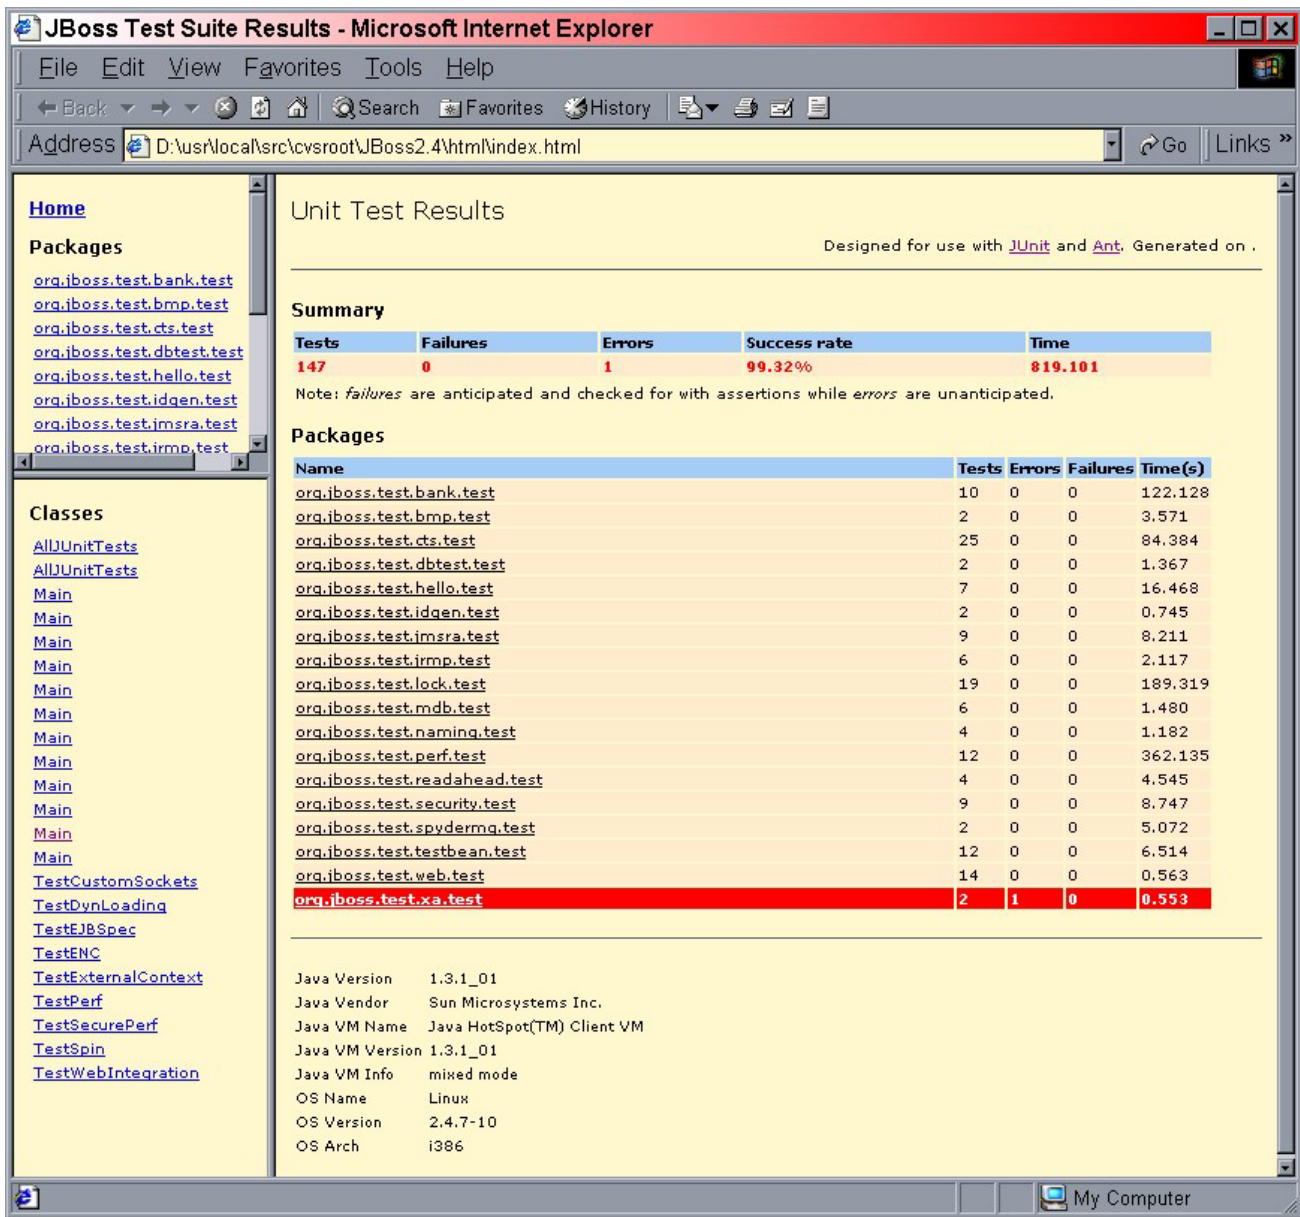 JBoss Test Suite Results - Microsoft Internet Explorer
File Edit View Favorites Tools Help
Back Search Favorites History
Address D:\usr\local\src\cvsroot\JBoss2.4\html\index.html Go Links »
Home
Packages
org.jboss.test.bank.test
org.jboss.test.bmp.test
org.jboss.test.cts.test
org.jboss.test.dbtest.test
org.jboss.test.hello.test
org.jboss.test.idgen.test
org.jboss.test.jmsra.test
org.jboss.test.jrmp.test
Classes
AllJUnitTests
AllJUnitTests
Main
Main
Main
Main
Main
Main
Main
Main
Main
Main
Main
Main
TestCustomSockets
TestDynLoading
TestEJBSpec
TestENC
TestExternalContext
TestPerf
TestSecurePerf
TestSpin
TestWebIntegration
Unit Test Results
Designed for use with JUnit and Ant. Generated on .
Summary
Tests Failures Errors Success rate Time
147 0 1 99.32% 819.101
Note: failures are anticipated and checked for with assertions while errors are unanticipated.
Packages
Name Tests Errors Failures Time(s)
org.jboss.test.bank.test 10 0 0 122.128
org.jboss.test.bmp.test 2 0 0 3.571
org.jboss.test.cts.test 25 0 0 84.384
org.jboss.test.dbtest.test 2 0 0 1.367
org.jboss.test.hello.test 7 0 0 16.468
org.jboss.test.idgen.test 2 0 0 0.745
org.jboss.test.jmsra.test 9 0 0 8.211
org.jboss.test.jrmp.test 6 0 0 2.117
org.jboss.test.lock.test 19 0 0 189.319
org.jboss.test.mdb.test 6 0 0 1.480
org.jboss.test.naming.test 4 0 0 1.182
org.jboss.test.perf.test 12 0 0 362.135
org.jboss.test.readahead.test 4 0 0 4.545
org.jboss.test.security.test 9 0 0 8.747
org.jboss.test.spydermq.test 2 0 0 5.072
org.jboss.test.testbean.test 12 0 0 6.514
org.jboss.test.web.test 14 0 0 0.563
org.jboss.test.xa.test 2 1 0 0.553
Java Version 1.3.1_01
Java Vendor Sun Microsystems Inc.
Java VM Name Java HotSpot(TM) Client VM
Java VM Version 1.3.1_01
Java VM Info mixed mode
OS Name Linux
OS Version 2.4.7-10
OS Arch i386
My Computer